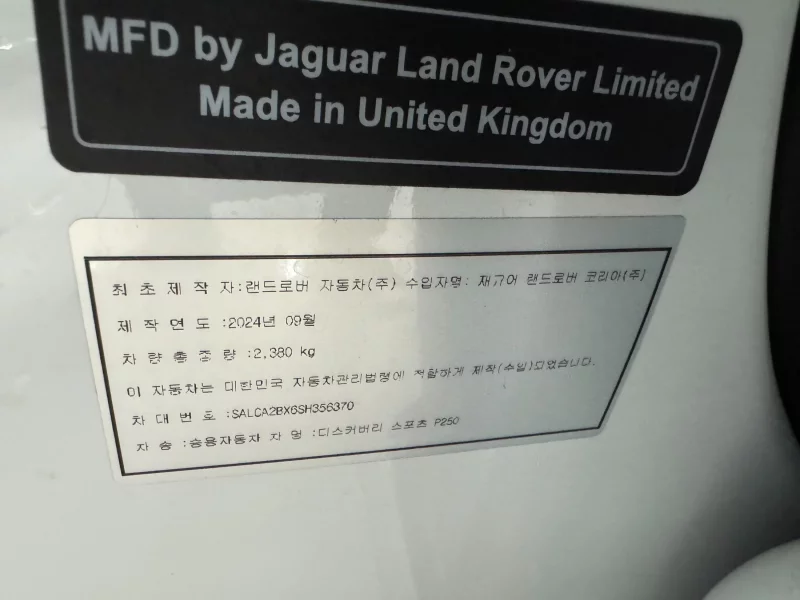 MFD by Jaguar Land Rover Limited
Made in United Kingdom
최 초 제 작 자:랜드로버 자동차(주) 수입자명: 재규어 랜드로버 코리아(주)
제 작 연 도 :2024년 09월
차 량 총 중 량 :2,380 kg
이 자동차는 대한민국 자동차관리법령에 적합하게 제작(수입)되었습니다.
차 대 번 호 :SALCA2BX6SH356370
차 종 :승용자동차 차 명 :디스커버리 스포츠 P250